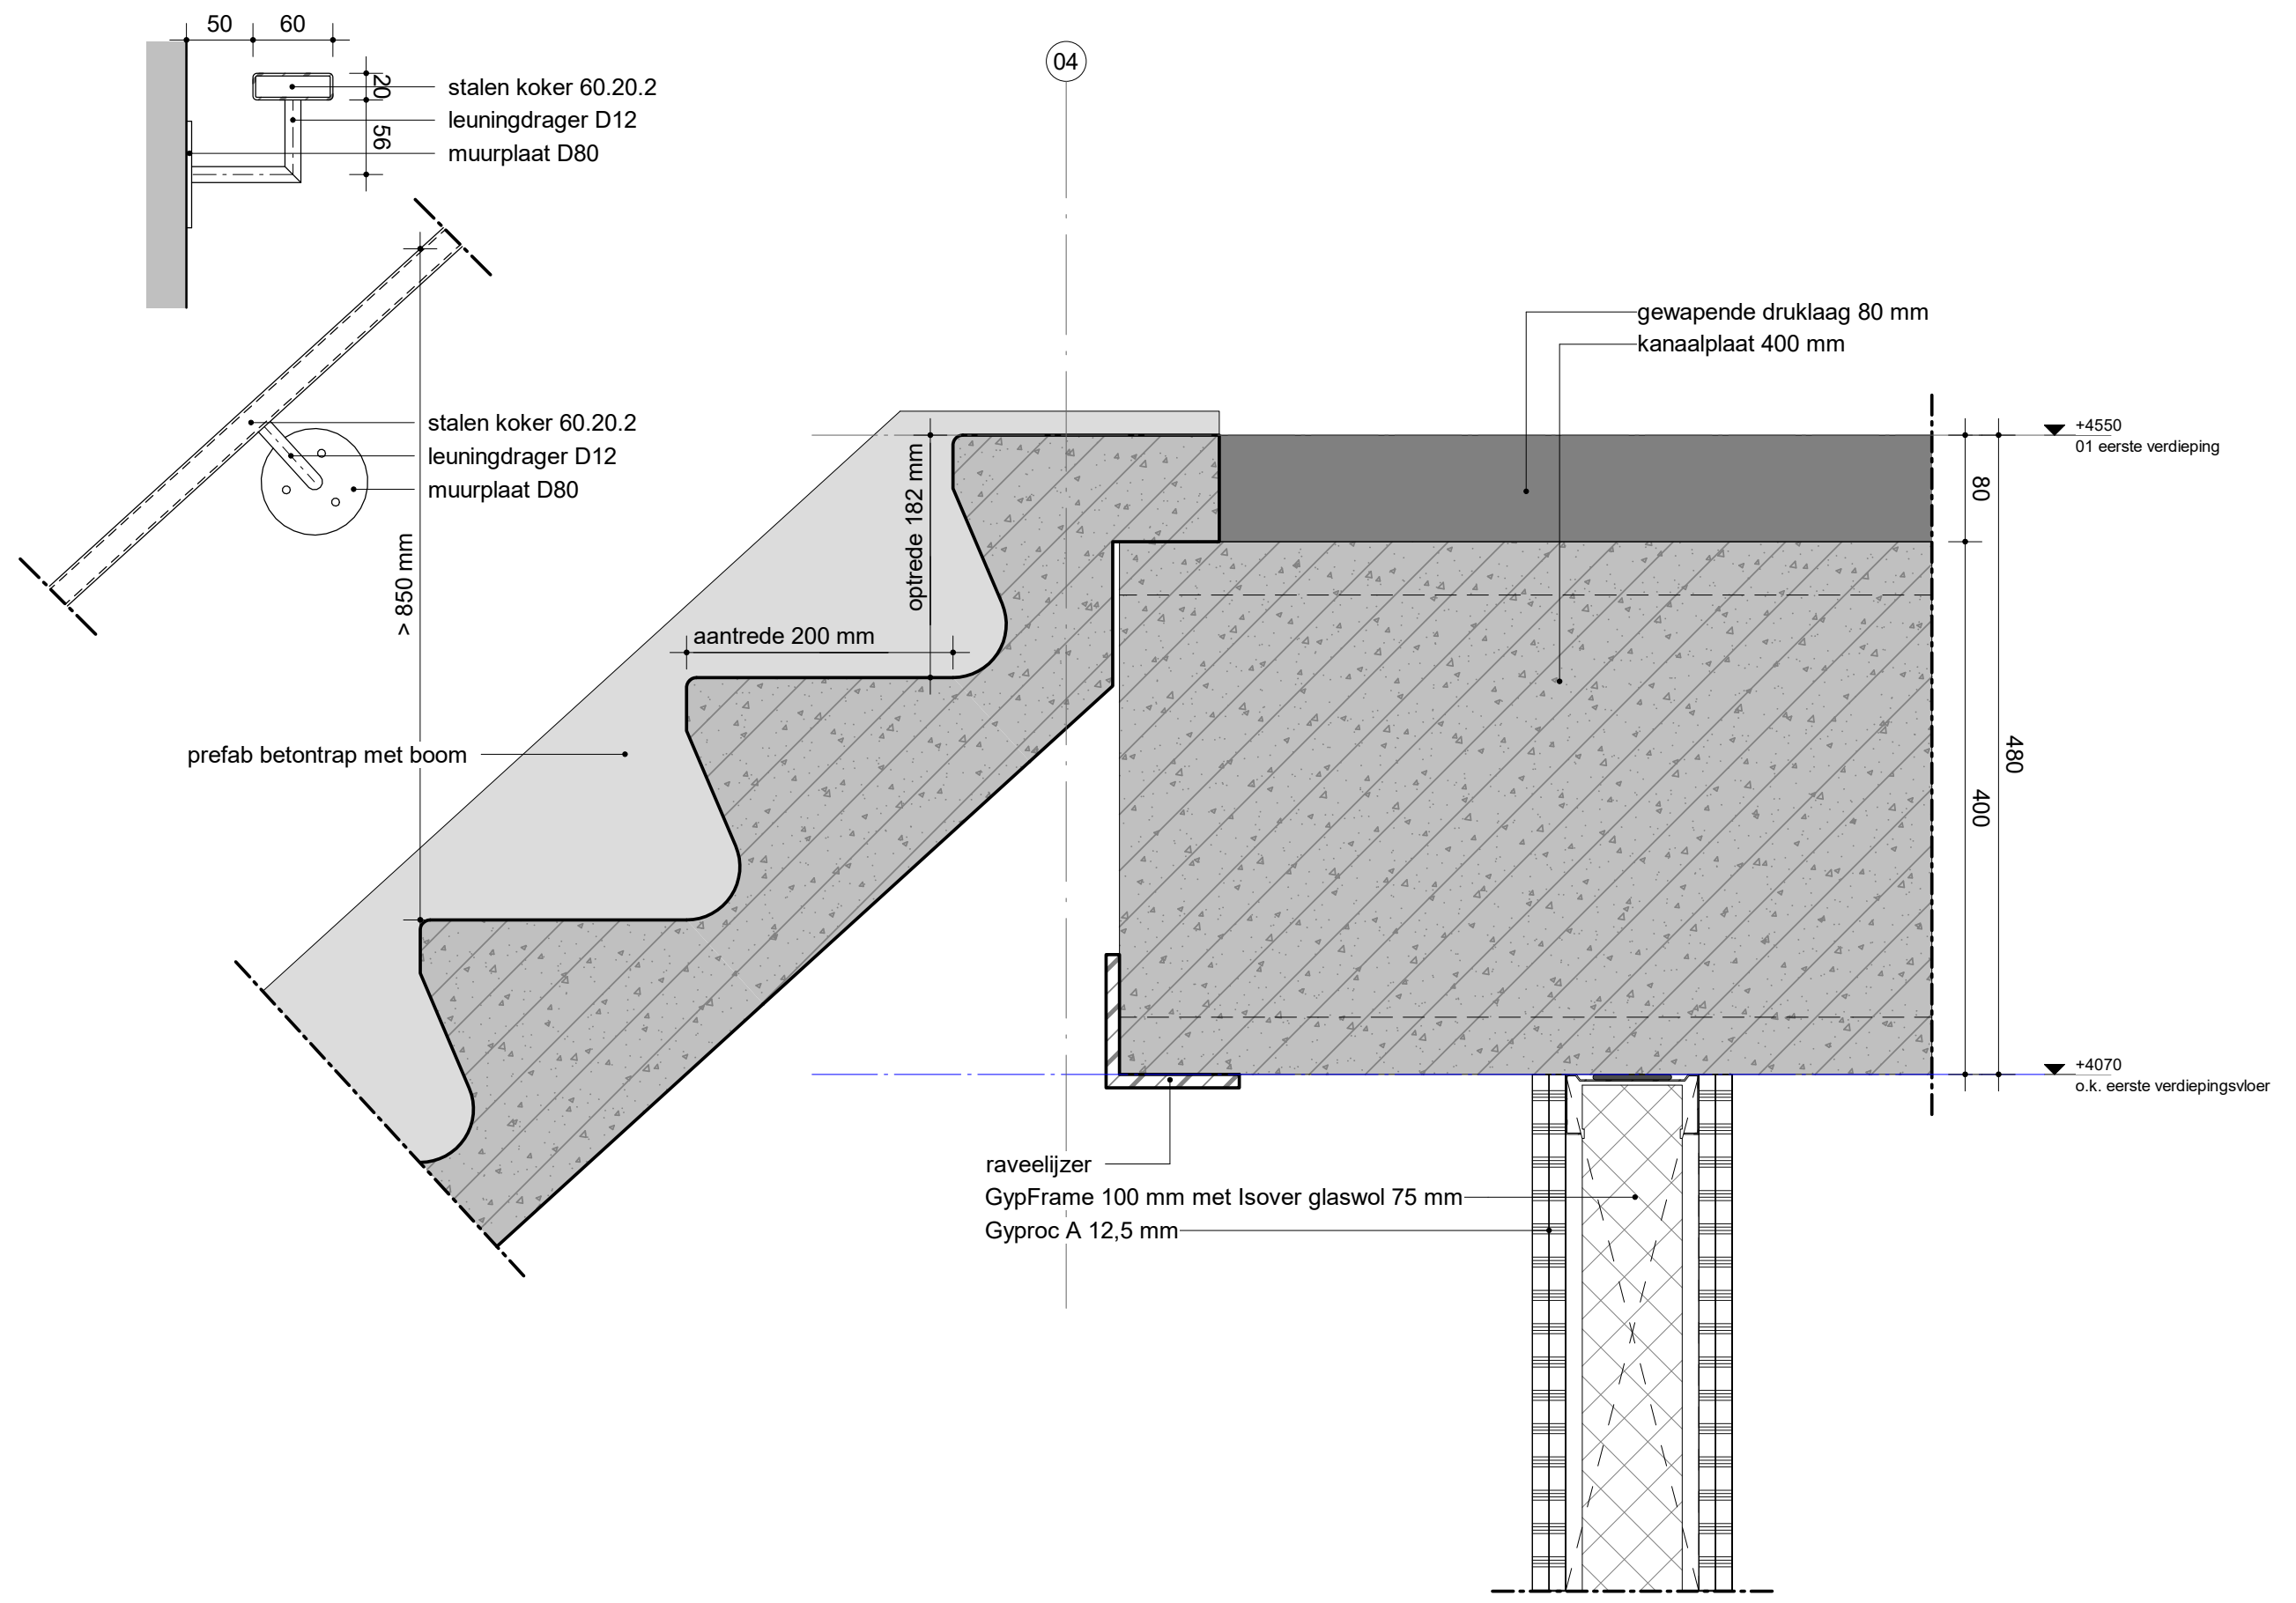 50
60
20
56
stalen koker 60.20.2
leuningdrager D12
muurplaat D80
04
stalen koker 60.20.2
leuningdrager D12
muurplaat D80
> 850 mm
gewapende druklaag 80 mm
kanaalplaat 400 mm
optrede 182 mm
aantrede 200 mm
prefab betontrap met boom
+4550
01 eerste verdieping
80
480
400
+4070
o.k. eerste verdiepingsvloer
raveelijzer
GypFrame 100 mm met Isover glaswol 75 mm
Gyproc A 12,5 mm